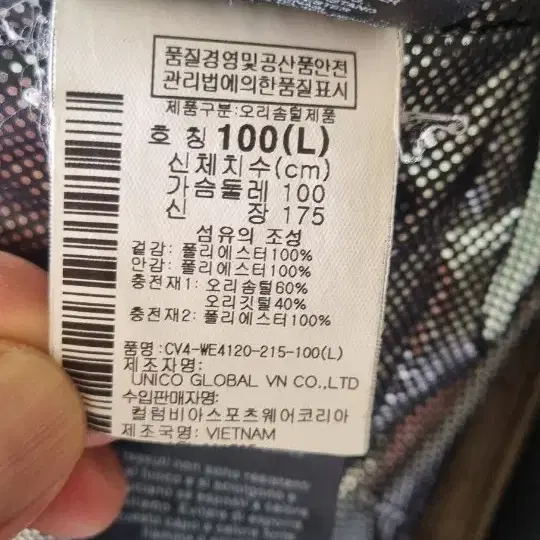 품질경영및공산품안전
관리법에의한품질표시
제품구분:오리솜털제품
호 칭 100(L)
신체치수(cm)
가슴둘레 100
신 장 175
섬유의 조성
겉감: 폴리에스터100%
안감: 폴리에스터100%
충전재1: 오리솜털60%
오리깃털40%
충전재2: 폴리에스터100%
품명:CV4-WE4120-215-100(L)
제조자명:
UNICO GLOBAL VN CO.,LTD
수입판매자명:
컬럼비아스포츠웨어코리아
제조국명: VIETNAM